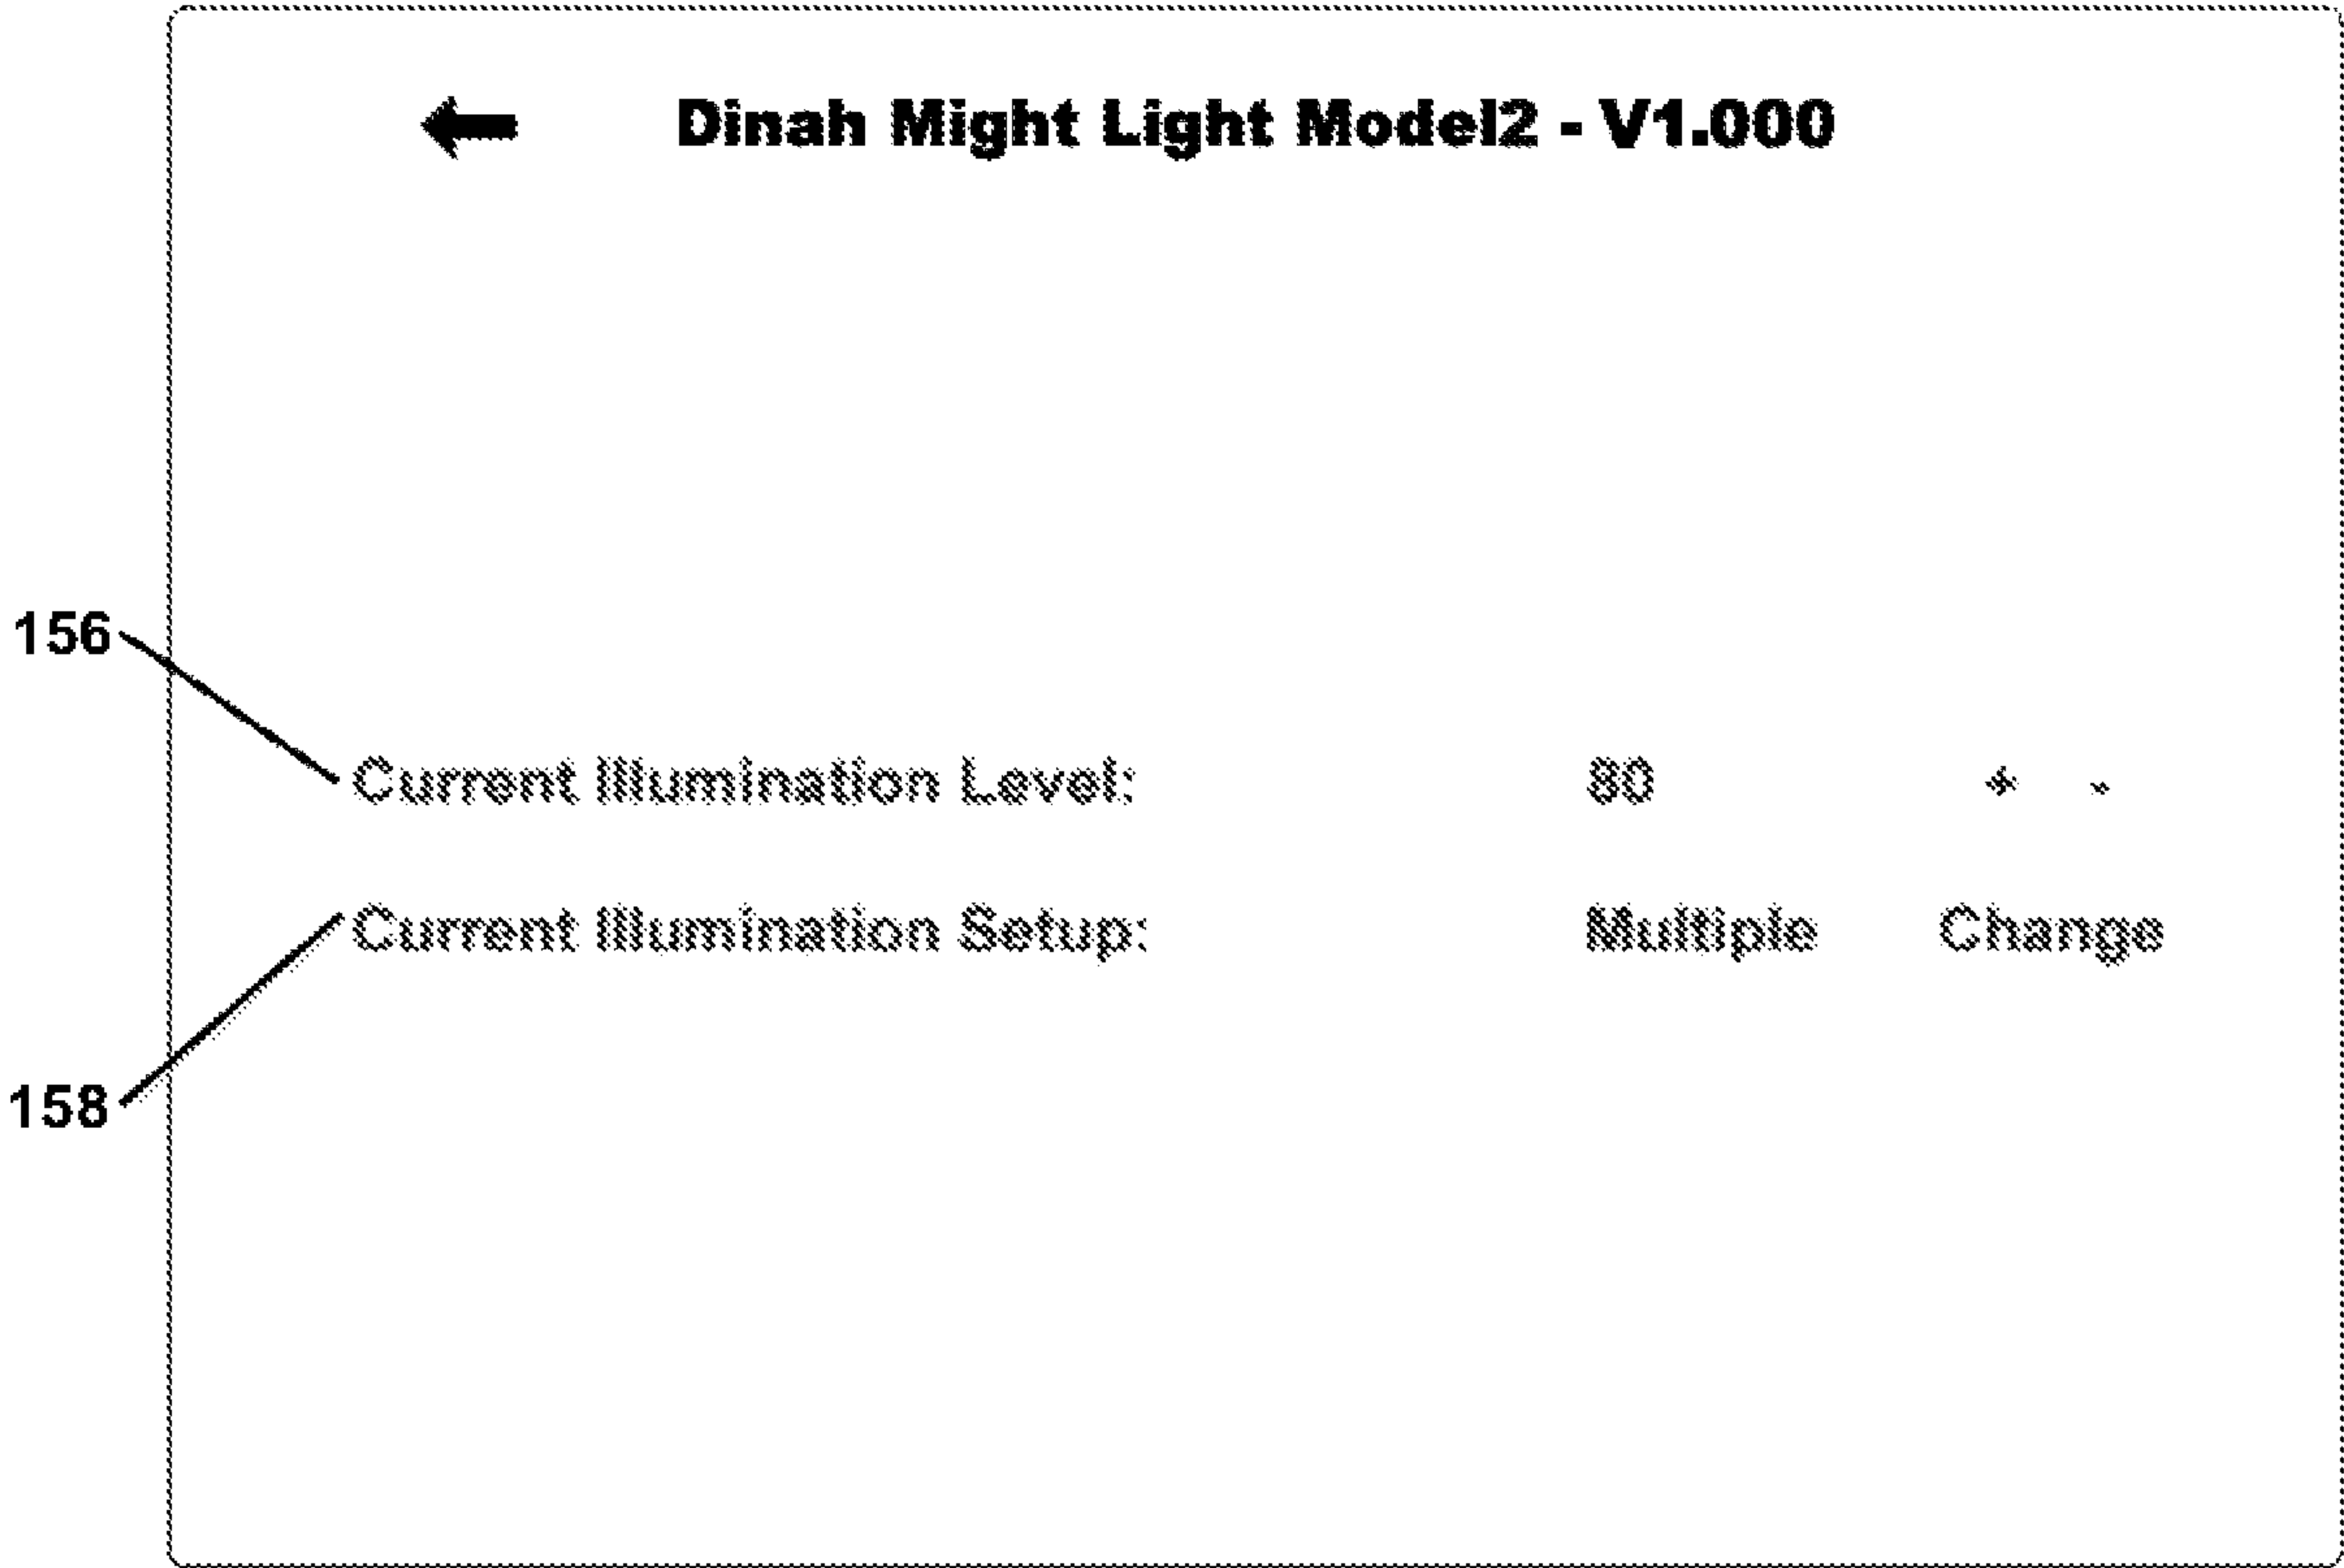 Dinah Might Light Model2 - V1.000
156
Current Illumination Level: 80 + -
Current Illumination Setup: Multiple Change
158